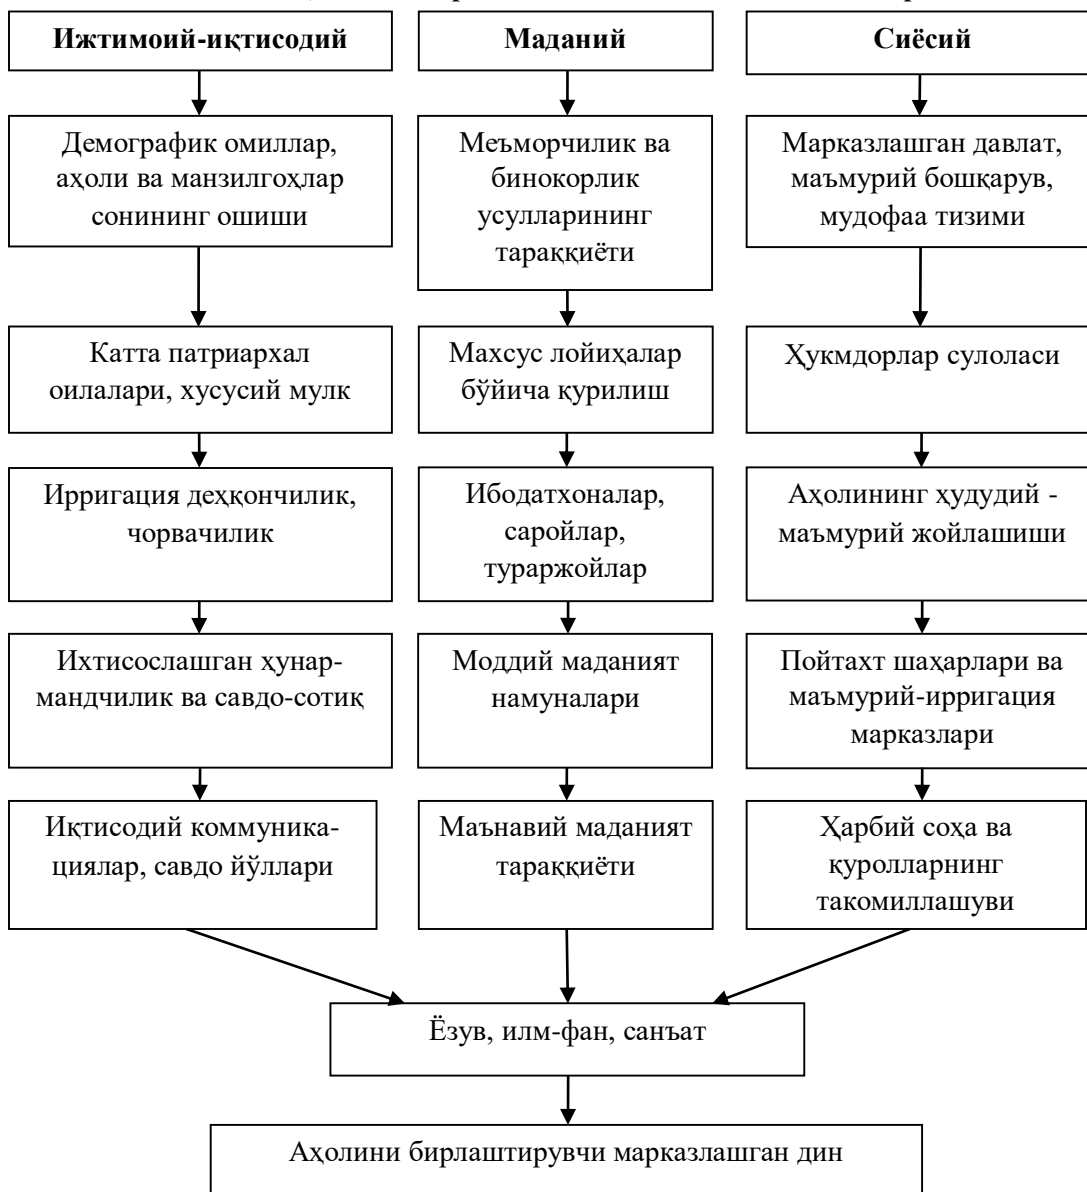 Ижтимоий-иқтисодий
Демографик омиллар,
аҳоли ва манзилгоҳлар
сонининг ошиши
Катта патриархал
оилалари, хусусий мулк
Ирригация деҳқончилик,
чорвачилик
Ихтисослашган ҳунар-
мандчилик ва савдо-сотиқ
Иқтисодий коммуника-
циялар, савдо йўллари
Маданий
Меъморчилик ва
бинокорлик
усулларининг
тараққиёти
Махсус лойиҳалар
бўйича қурилиш
Ибодатхоналар,
саройлар,
тураржойлар
Моддий маданият
намуналари
Маънавий маданият
тараққиёти
Сиёсий
Марказлашган давлат,
маъмурий бошқарув,
мудофаа тизими
Ҳукмдорлар сулоласи
Аҳолининг ҳудудий -
маъмурий жойлашиши
Пойтахт шаҳарлари ва
маъмурий-ирригация
марказлари
Ҳарбий соҳа ва
қуролларнинг
такомиллашуви
Ёзув, илм-фан, санъат
Аҳолини бирлаштирувчи марказлашган дин